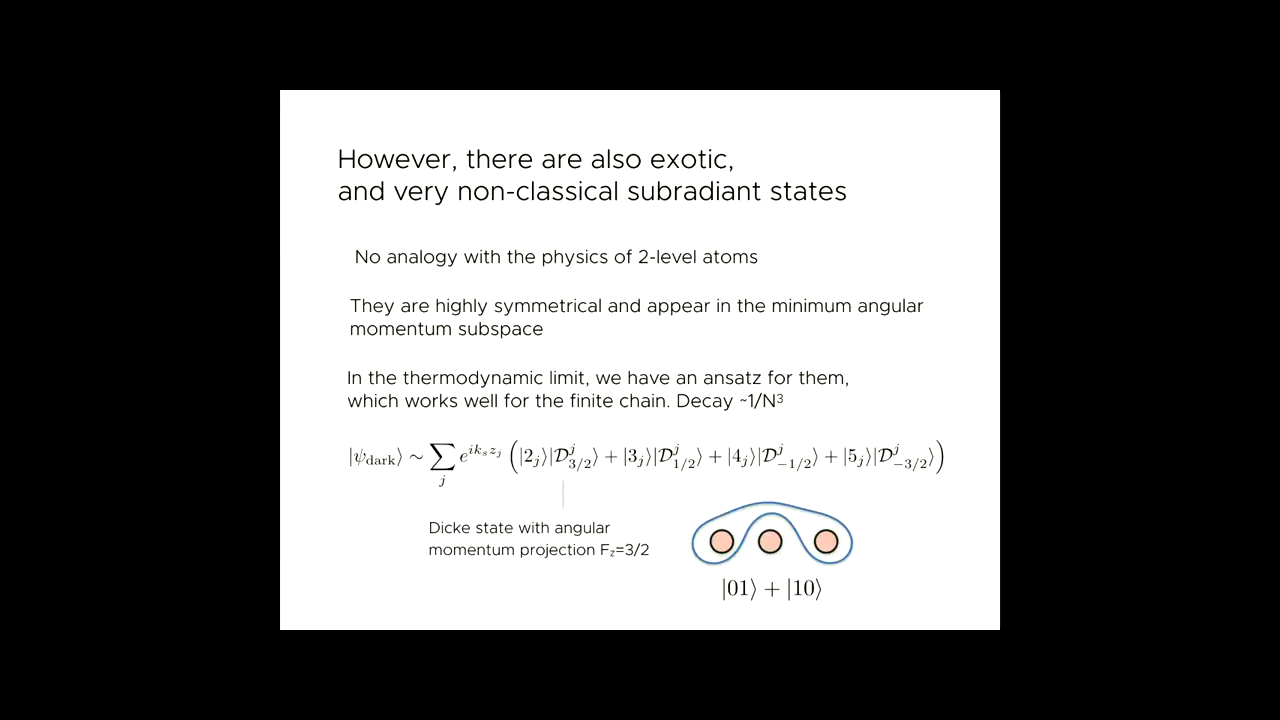 However, there are also exotic,
and very non-classical subradiant states
No analogy with the physics of 2-level atoms
They are highly symmetrical and appear in the minimum angular
momentum subspace
In the thermodynamic limit, we have an ansatz for them,
which works well for the finite chain. Decay ~1/N³
|ψ_dark⟩ ∼ ∑_j e^{ik_s z_j} (|2_j⟩|𝒟^j_{3/2}⟩ + |3_j⟩|𝒟^j_{1/2}⟩ + |4_j⟩|𝒟^j_{−1/2}⟩ + |5_j⟩|𝒟^j_{−3/2}⟩)
Dicke state with angular
momentum projection F_z=3/2
|01⟩ + |10⟩